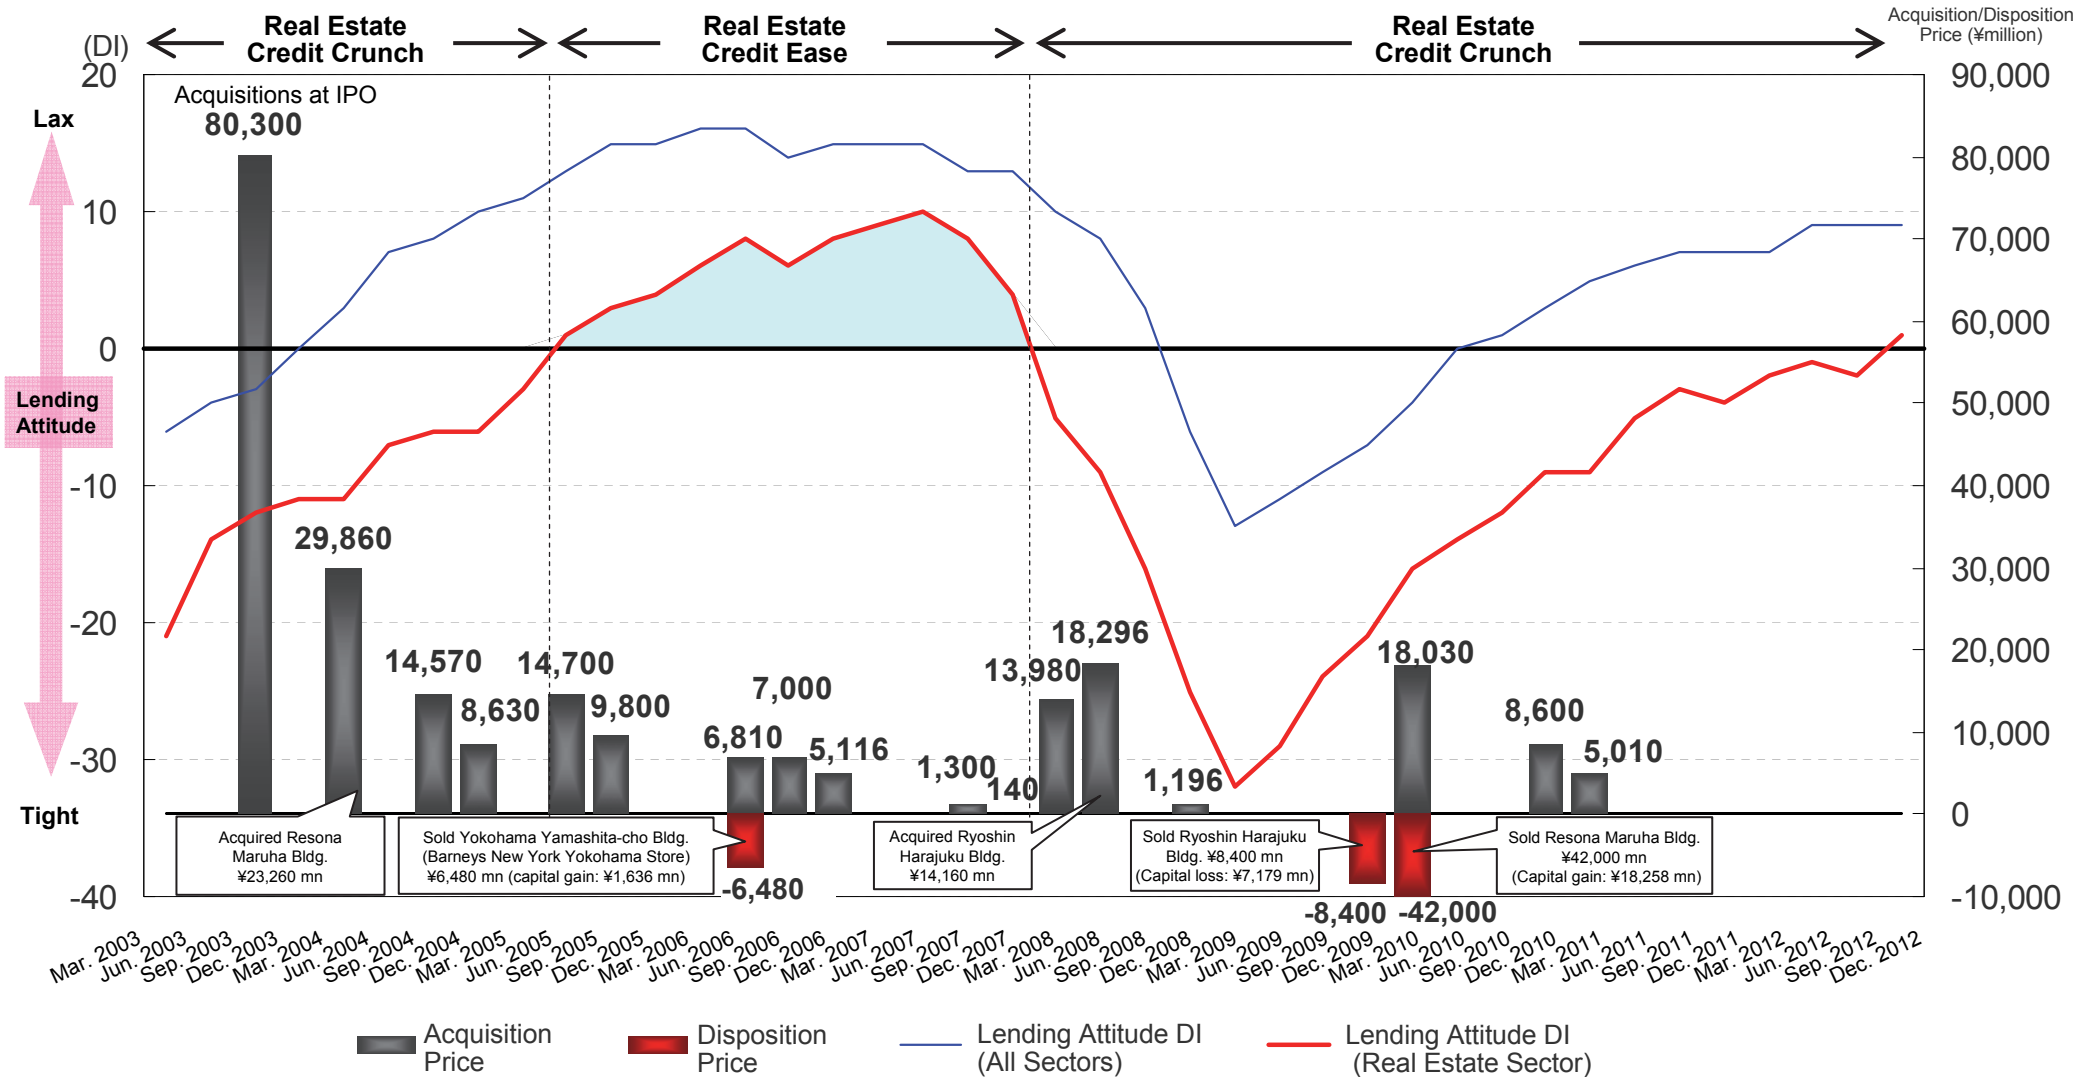 Real Estate
Credit Crunch
Real Estate
Credit Ease
Real Estate
Credit Crunch
Acquisition/Disposition
Price (¥million)
(DI)
20
10
0
-10
-20
-30
-40
Lax
Lending
Attitude
Tight
90,000
80,000
70,000
60,000
50,000
40,000
30,000
20,000
10,000
0
-10,000
Acquisitions at IPO
80,300
29,860
14,570
8,630
14,700
9,800
6,810
7,000
5,116
1,300
140
13,980
18,296
1,196
18,030
8,600
5,010
-6,480
-8,400
-42,000
Acquired Resona
Maruha Bldg.
¥23,260 mn
Sold Yokohama Yamashita-cho Bldg.
(Barneys New York Yokohama Store)
¥6,480 mn (capital gain: ¥1,636 mn)
Acquired Ryoshin
Harajuku Bldg.
¥14,160 mn
Sold Ryoshin Harajuku
Bldg. ¥8,400 mn
(Capital loss: ¥7,179 mn)
Sold Resona Maruha Bldg.
¥42,000 mn
(Capital gain: ¥18,258 mn)
Mar. 2003
Jun. 2003
Sep. 2003
Dec. 2003
Mar. 2004
Jun. 2004
Sep. 2004
Dec. 2004
Mar. 2005
Jun. 2005
Sep. 2005
Dec. 2005
Mar. 2006
Jun. 2006
Sep. 2006
Dec. 2006
Mar. 2007
Jun. 2007
Sep. 2007
Dec. 2007
Mar. 2008
Jun. 2008
Sep. 2008
Dec. 2008
Mar. 2009
Jun. 2009
Sep. 2009
Dec. 2009
Mar. 2010
Jun. 2010
Sep. 2010
Dec. 2010
Mar. 2011
Jun. 2011
Sep. 2011
Dec. 2011
Mar. 2012
Jun. 2012
Sep. 2012
Dec. 2012
Acquisition
Price
Disposition
Price
Lending Attitude DI
(All Sectors)
Lending Attitude DI
(Real Estate Sector)